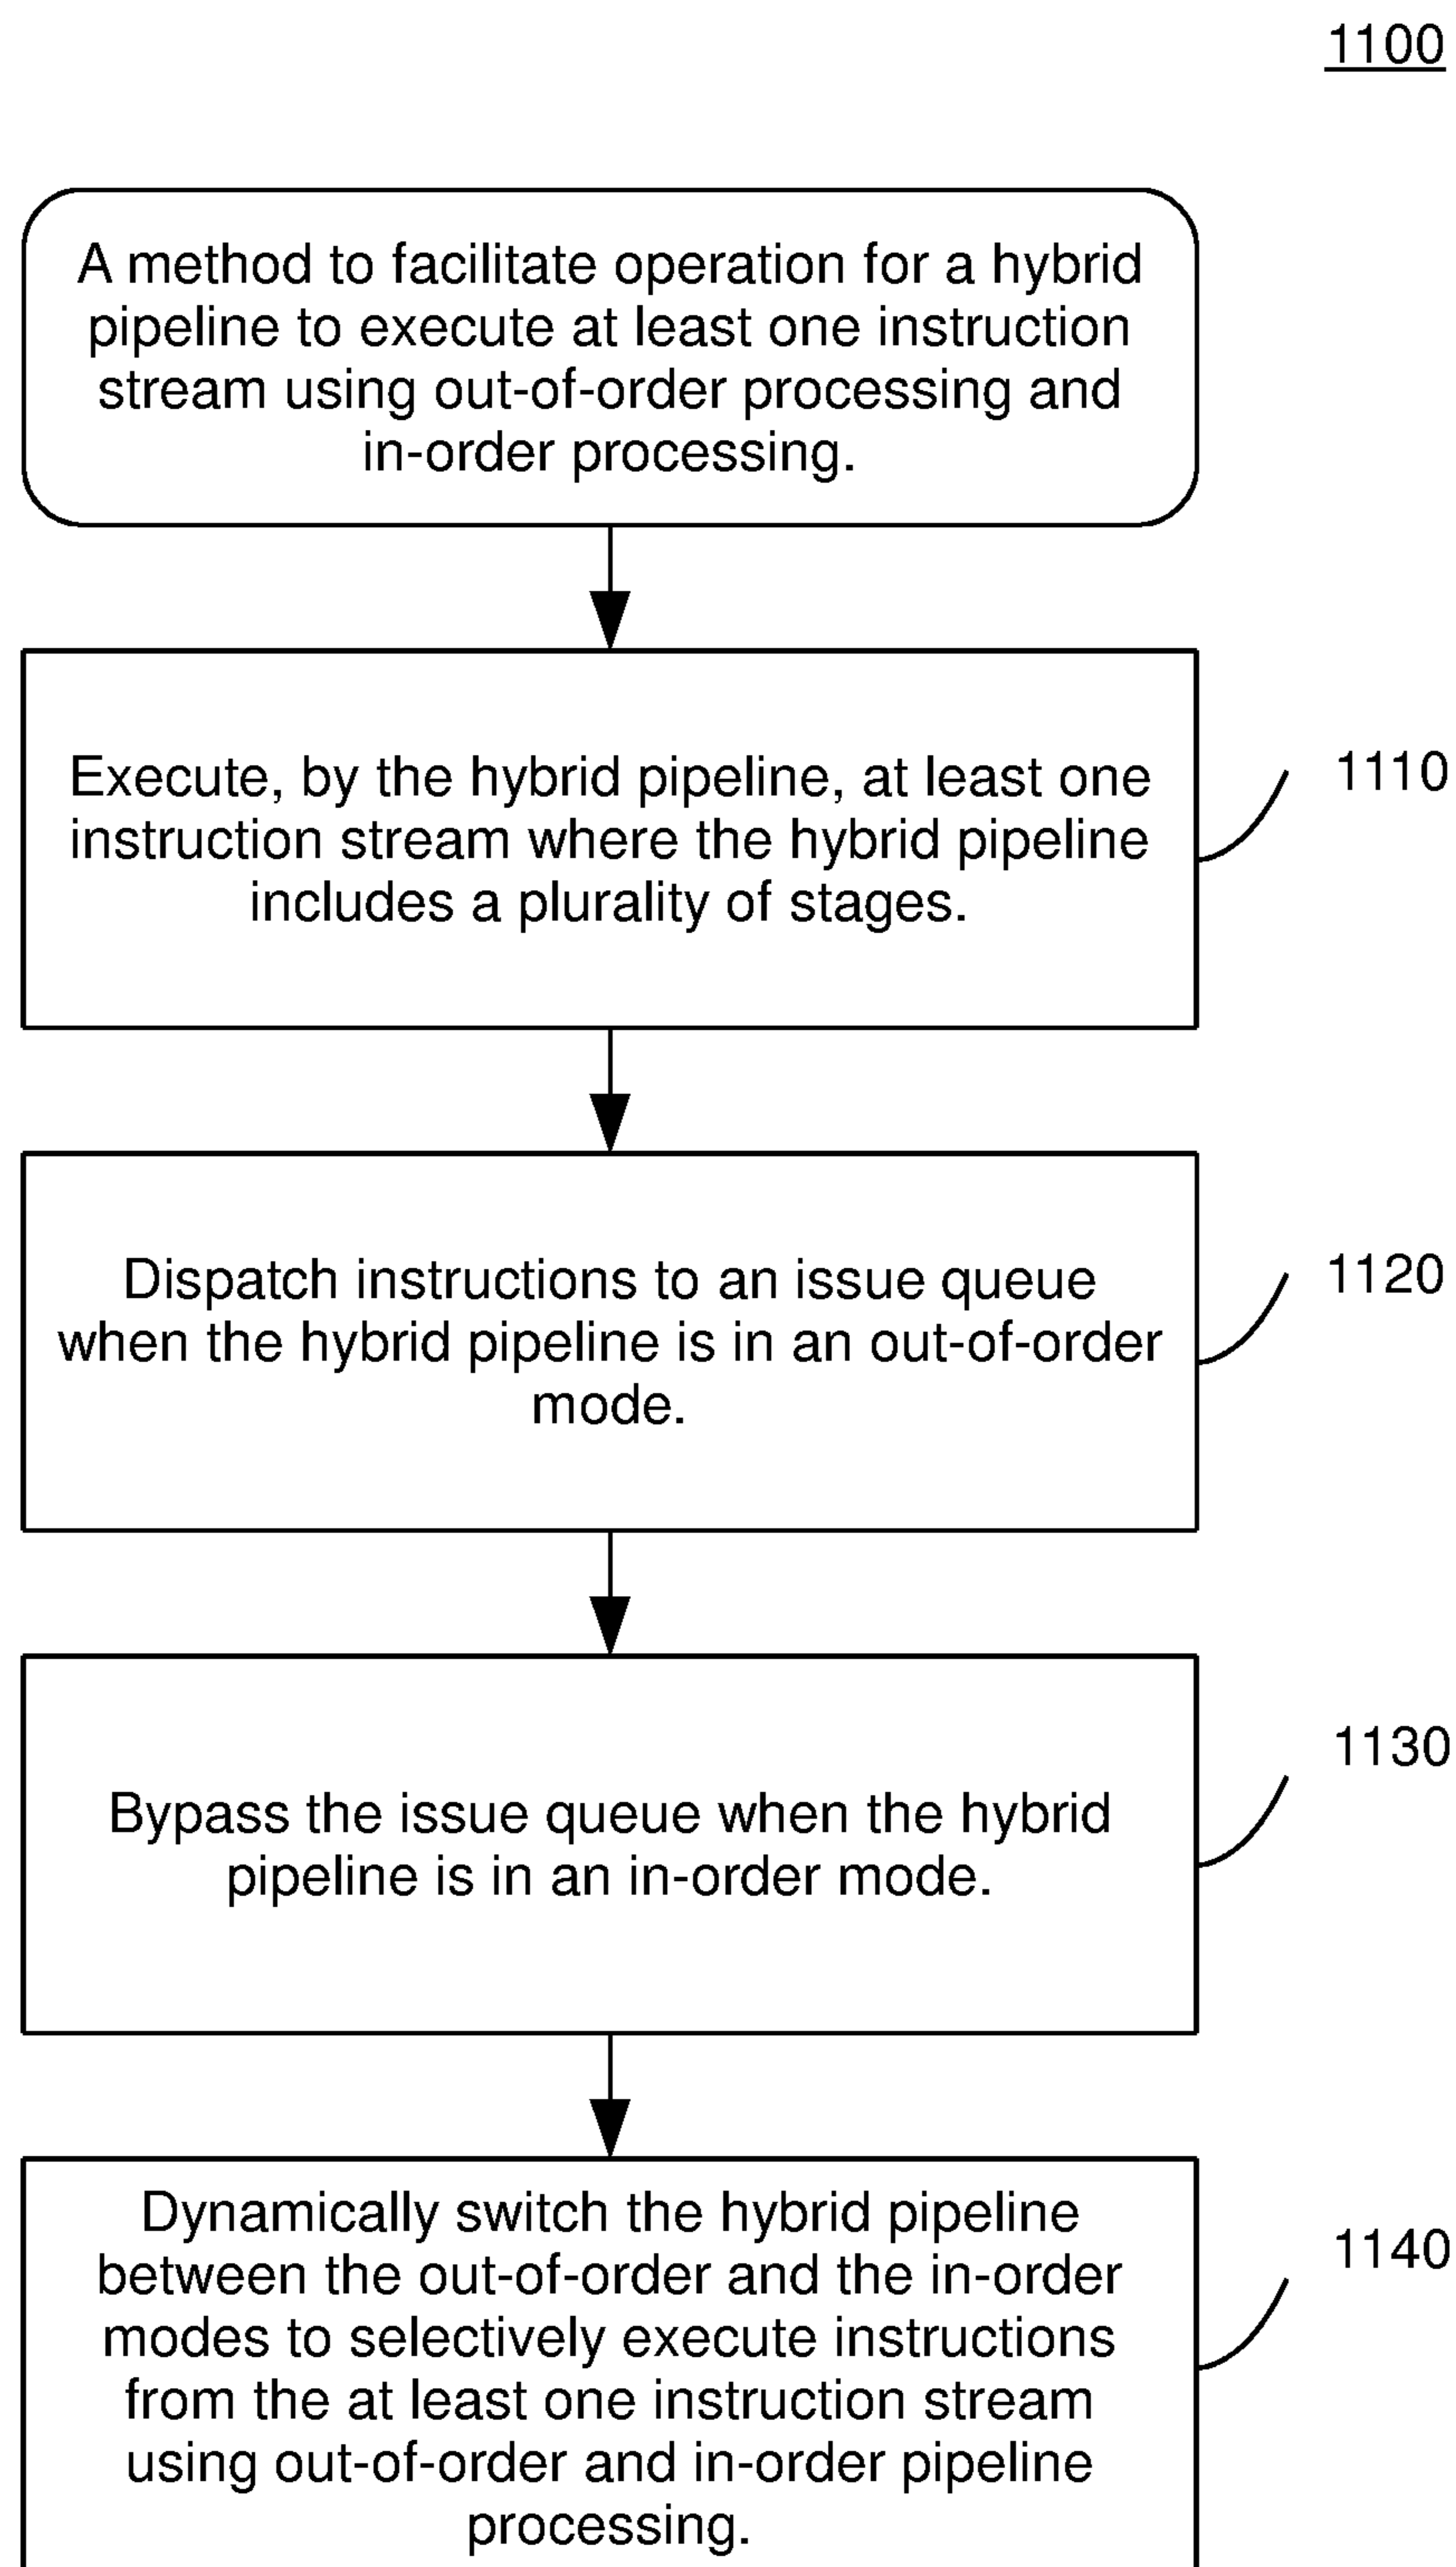 1100
A method to facilitate operation for a hybrid
pipeline to execute at least one instruction
stream using out-of-order processing and
in-order processing.
Execute, by the hybrid pipeline, at least one
instruction stream where the hybrid pipeline
includes a plurality of stages.
1110
Dispatch instructions to an issue queue
when the hybrid pipeline is in an out-of-order
mode.
1120
Bypass the issue queue when the hybrid
pipeline is in an in-order mode.
1130
Dynamically switch the hybrid pipeline
between the out-of-order and the in-order
modes to selectively execute instructions
from the at least one instruction stream
using out-of-order and in-order pipeline
processing.
1140